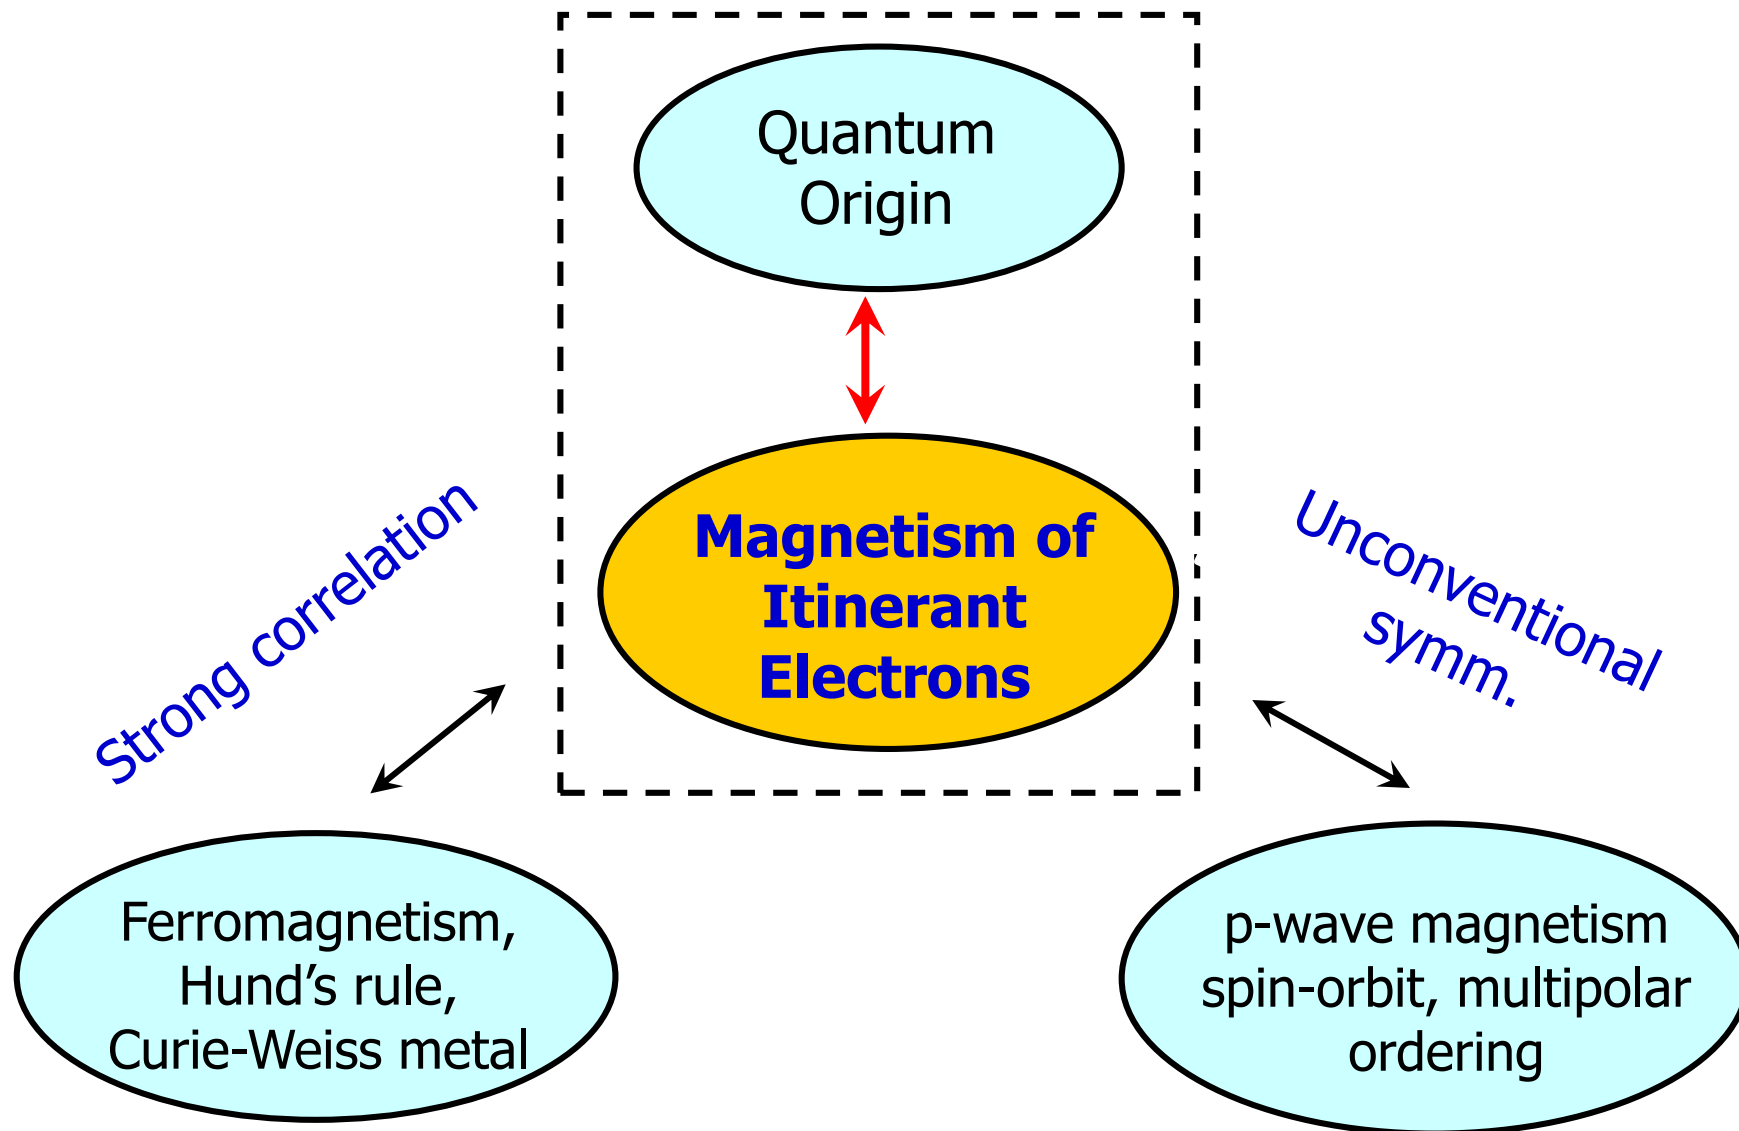 Quantum
Origin
Magnetism of
Itinerant
Electrons
Strong correlation
Unconventional
symm.
Ferromagnetism,
Hund’s rule,
Curie-Weiss metal
p-wave magnetism
spin-orbit, multipolar
ordering